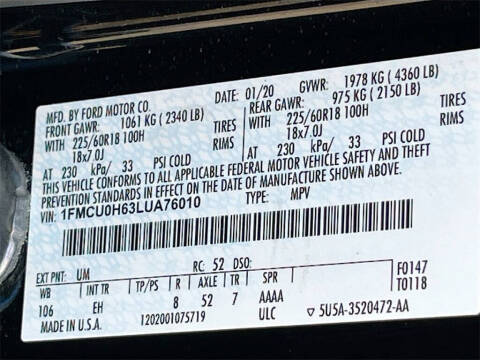 MFD. BY FORD MOTOR CO.
DATE: 01/20 GVWR: 1978 KG ( 4360 LB)
FRONT GAWR: 1061 KG ( 2340 LB) REAR GAWR: 975 KG ( 2150 LB)
WITH 225/60R18 100H TIRES WITH 225/60R18 100H TIRES
18x7.0J RIMS 18x7.0J RIMS
AT 230 kPa/ 33 PSI COLD AT 230 kPa/ 33 PSI COLD
THIS VEHICLE CONFORMS TO ALL APPLICABLE FEDERAL MOTOR VEHICLE SAFETY AND THEFT
PREVENTION STANDARDS IN EFFECT ON THE DATE OF MANUFACTURE SHOWN ABOVE.
1FMCU0H63LUA76010 TYPE: MPV
EXT PNT: UM RC: 52 DSO:
WB INT TR TP/PS R AXLE TR SPR F0147
106 EH 8 52 7 AAAA T0118
MADE IN U.S.A. 1202001075719 ULC 5U5A-3520472-AA